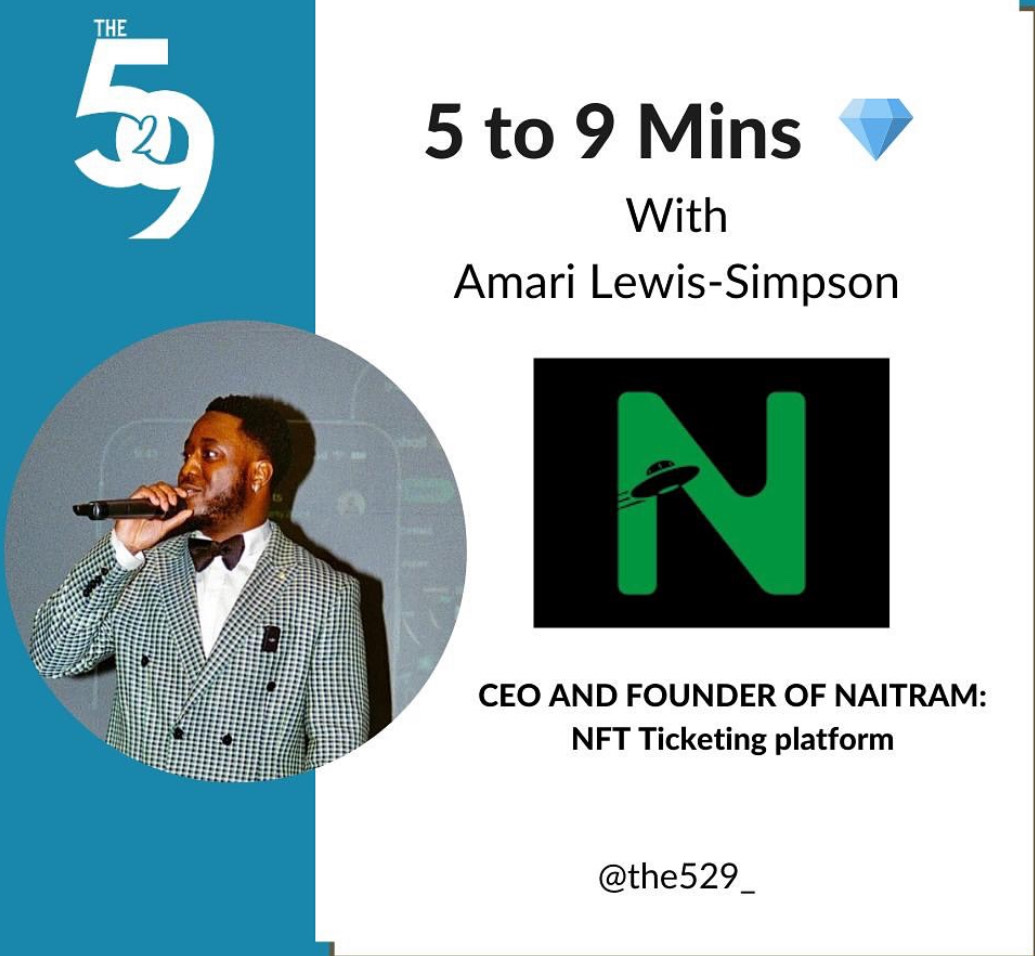 THE
529
5 to 9 Mins 💎
With
Amari Lewis-Simpson
N
CEO AND FOUNDER OF NAITRAM:
NFT Ticketing platform
@the529_